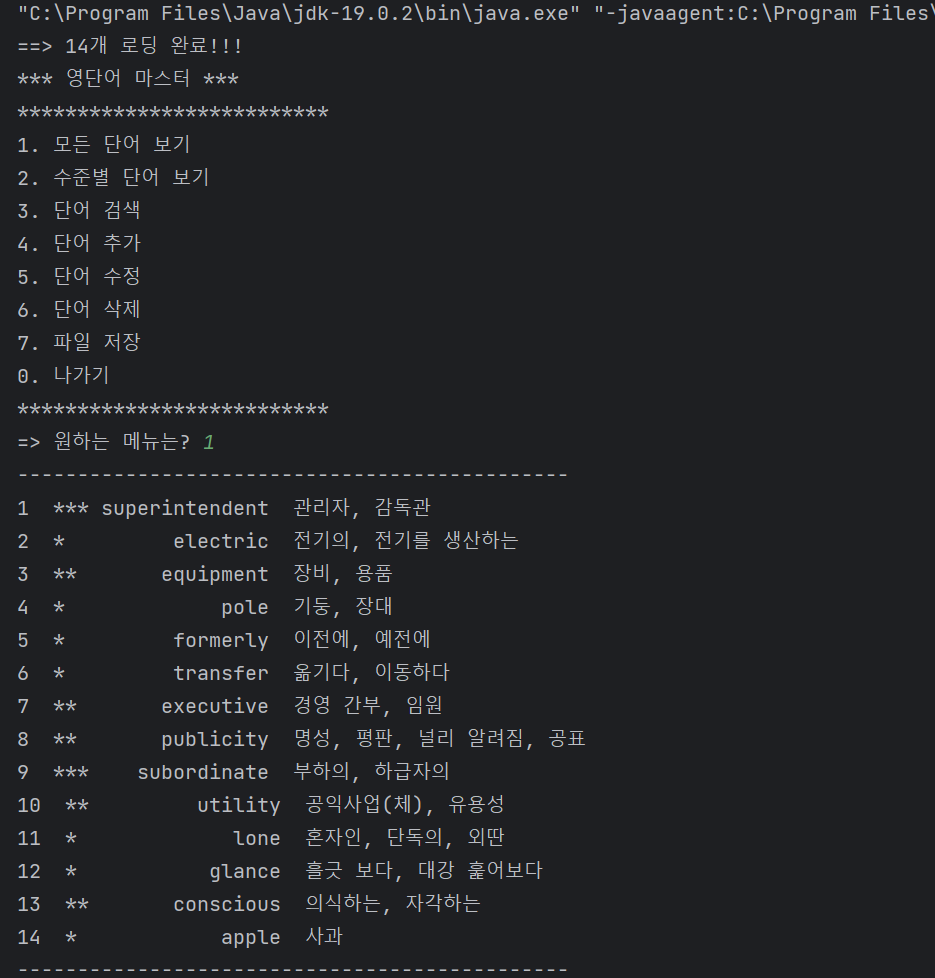 "C:\Program Files\Java\jdk-19.0.2\bin\java.exe" "-javaagent:C:\Program Files\
==> 14개 로딩 완료!!!
*** 영단어 마스터 ***
**************************
1. 모든 단어 보기
2. 수준별 단어 보기
3. 단어 검색
4. 단어 추가
5. 단어 수정
6. 단어 삭제
7. 파일 저장
0. 나가기
**************************
=> 원하는 메뉴는? 1
----------------------------------------------
1  *** superintendent  관리자, 감독관
2  *         electric  전기의, 전기를 생산하는
3  **       equipment  장비, 용품
4  *             pole  기둥, 장대
5  *         formerly  이전에, 예전에
6  *         transfer  옮기다, 이동하다
7  **       executive  경영 간부, 임원
8  **       publicity  명성, 평판, 널리 알려짐, 공표
9  ***    subordinate  부하의, 하급자의
10  **         utility  공익사업(체), 유용성
11  *             lone  혼자인, 단독의, 외딴
12  *           glance  흘긋 보다, 대강 훑어보다
13  **       conscious  의식하는, 자각하는
14  *            apple  사과
----------------------------------------------